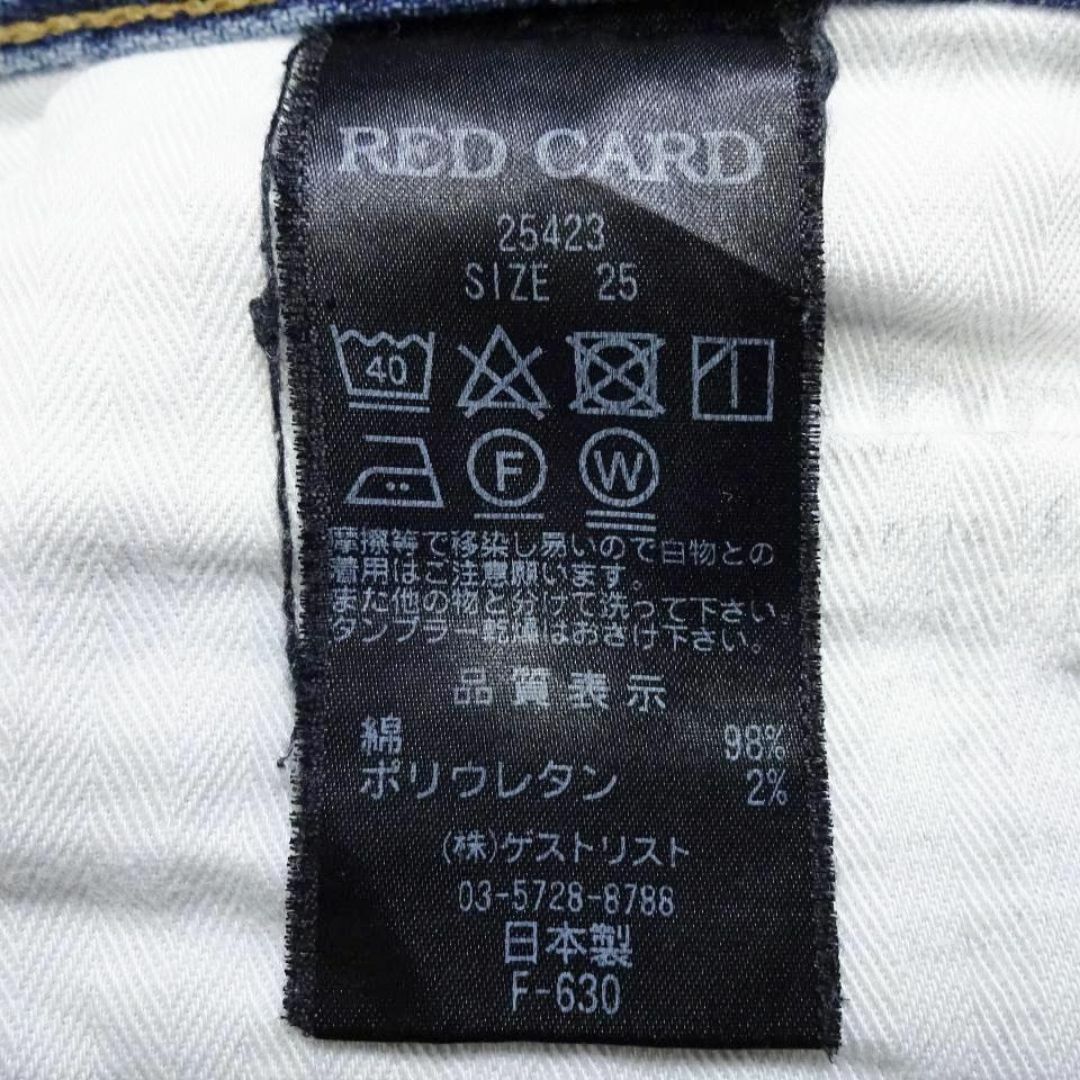 RED CARD
25423
SIZE 25
40
F W
摩擦等で移染し易いので白物との
着用はご注意願います。
また他の物と分けて洗って下さい。
タンブラー乾燥はおさけ下さい。
品質表示
綿 98%
ポリウレタン 2%
(株)ゲストリスト
03-5728-8788
日本製
F-630